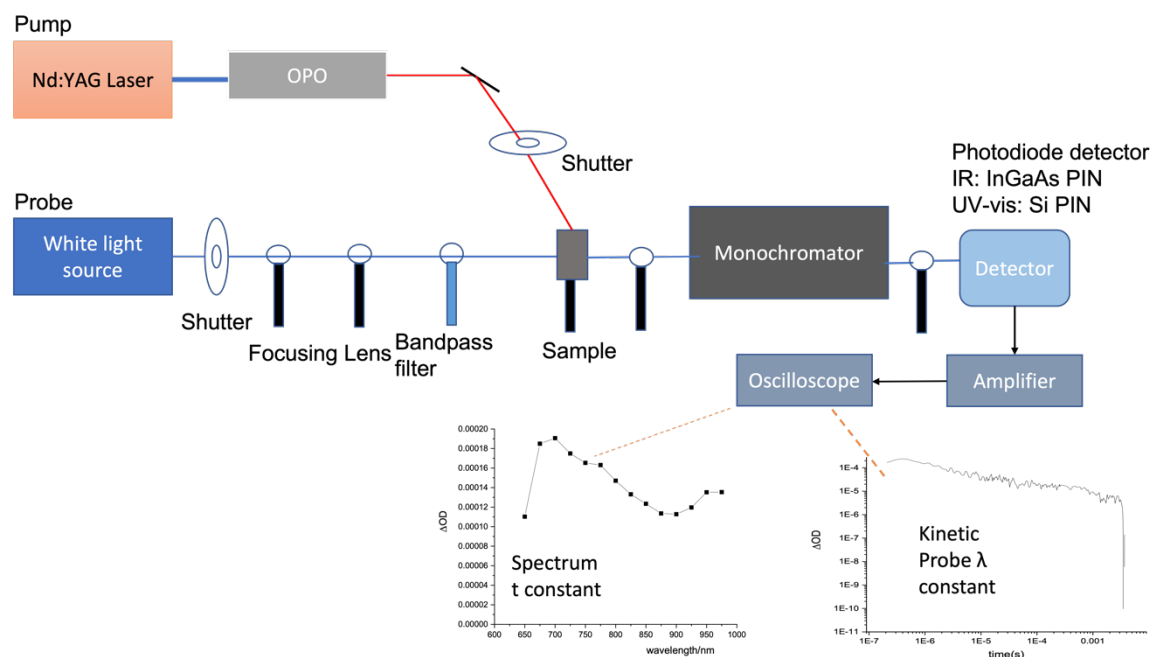 Pump
Nd:YAG Laser
OPO
Shutter
Photodiode detector
IR: InGaAs PIN
UV-vis: Si PIN
Probe
White light
source
Shutter
Focusing Lens
Bandpass
filter
Sample
Monochromator
Detector
Oscilloscope
Amplifier
0.00020
0.00018
0.00016
0.00014
0.00012
0.00010
0.00008
0.00006
0.00004
0.00002
0.00000
ΔOD
Spectrum
t constant
600 650 700 750 800 850 900 950 1000
wavelength/nm
1E-4
1E-5
1E-6
1E-7
1E-8
1E-9
1E-10
1E-11
ΔOD
Kinetic
Probe λ
constant
1E-7 1E-6 1E-5 1E-4 0.001
time(s)